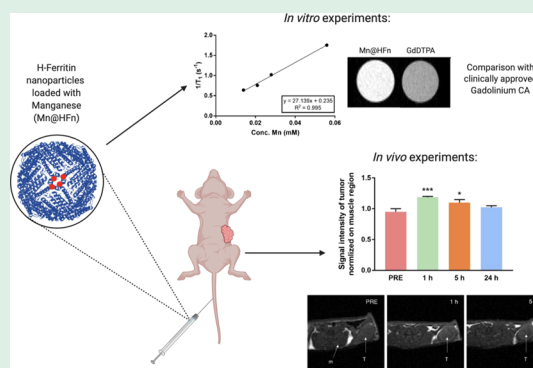 In vitro experiments:
H-Ferritin
nanoparticles
loaded with
Manganese
(Mn@HFn)
1/T1 (s-1)
2.0
1.5
1.0
0.5
0.0
0.00
0.02
0.04
0.06
Conc. Mn (mM)
y = 27.139x + 0.235
R2 = 0.995
Mn@HFn
GdDTPA
Comparison with
clinically approved
Gadolinium CA
In vivo experiments:
Signal intensity of tumor
normlized on muscle region
1.5
1.0
0.5
0.0
***
*
PRE
1 h
5 h
24 h
PRE
m
T
1 h
T
5
T